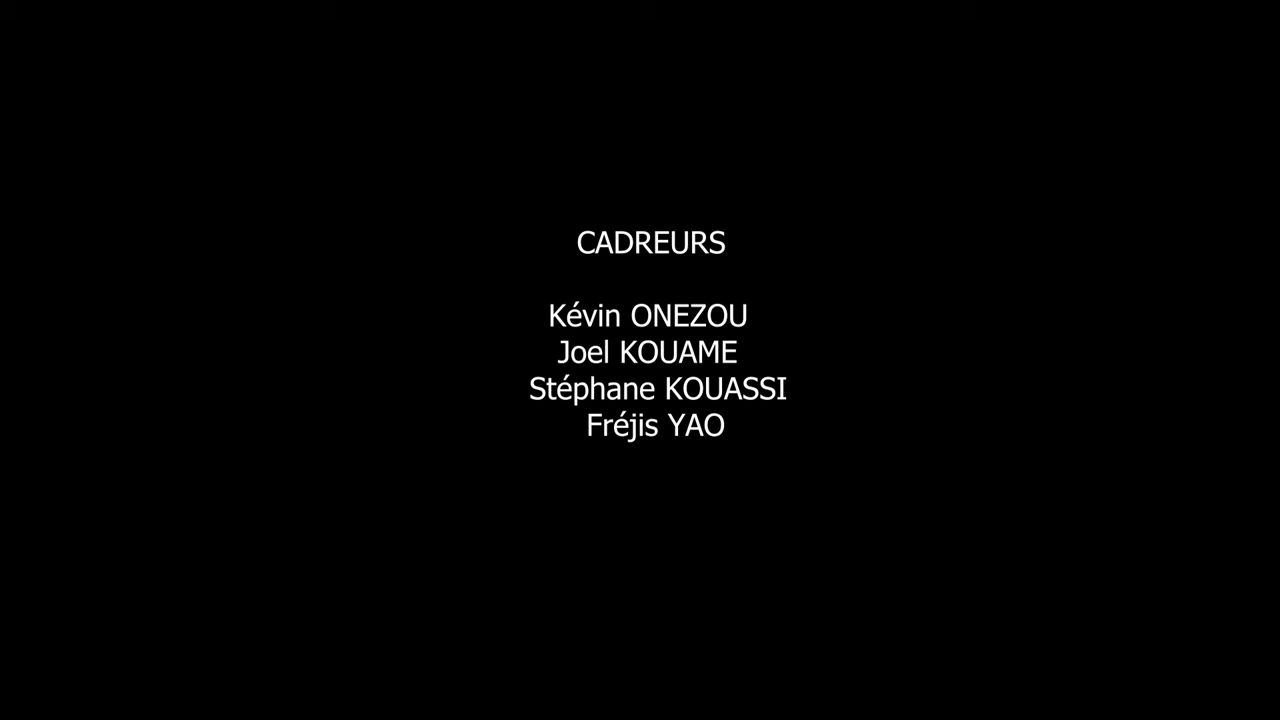 CADREURS
Kévin ONEZOU
Joel KOUAME
Stéphane KOUASSI
Fréjis YAO